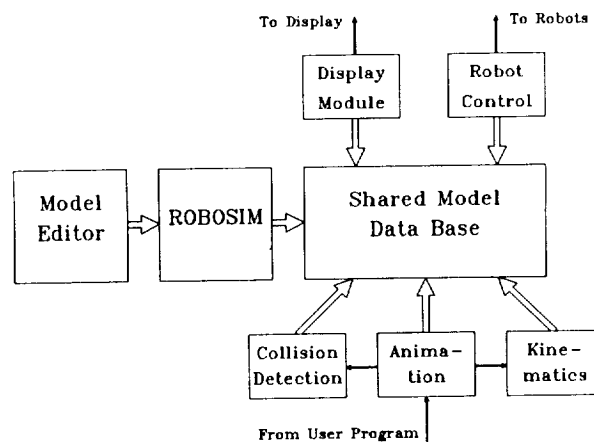 To Display
To Robots
Display
Module
Robot
Control
Model
Editor
ROBOSIM
Shared Model
Data Base
Collision
Detection
Anima-
tion
Kine-
matics
From User Program